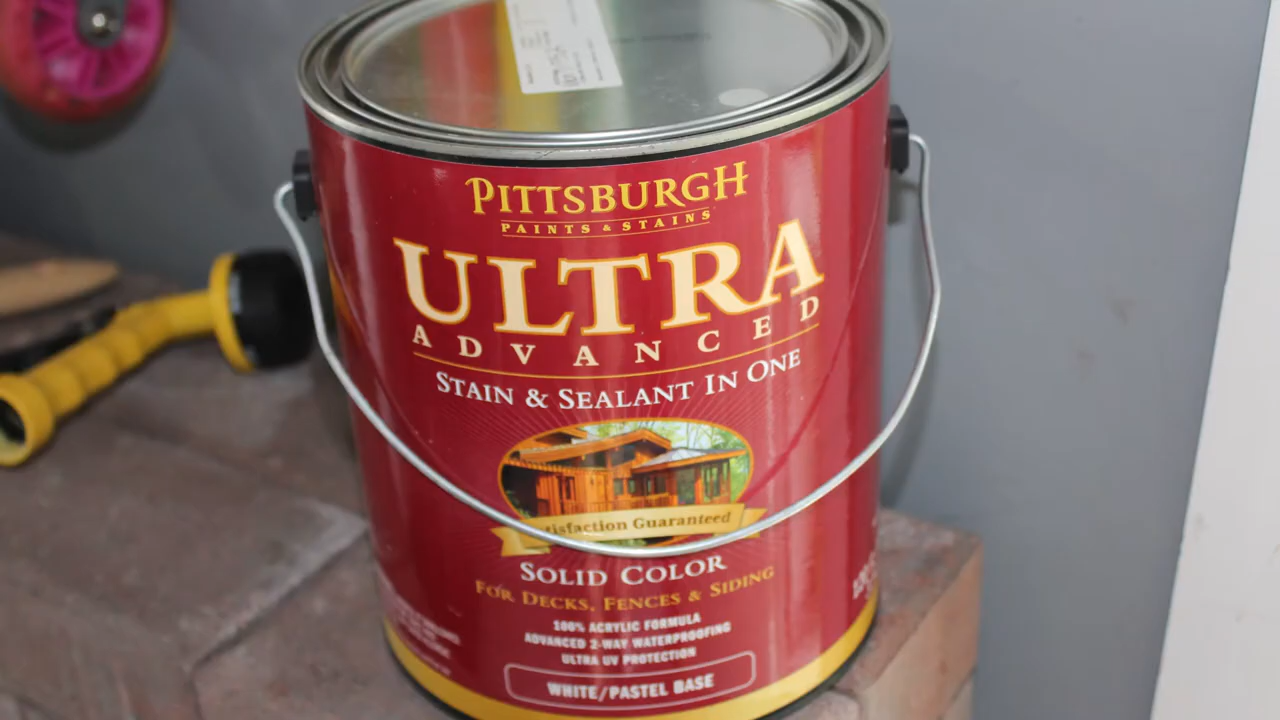 PITTSBURGH
PAINTS & STAINS
ULTRA
ADVANCED
STAIN & SEALANT IN ONE
Satisfaction Guaranteed
SOLID COLOR
FOR DECKS, FENCES & SIDING
100% ACRYLIC FORMULA
ADVANCED 2-WAY WATERPROOFING
ULTRA UV PROTECTION
WHITE/PASTEL BASE